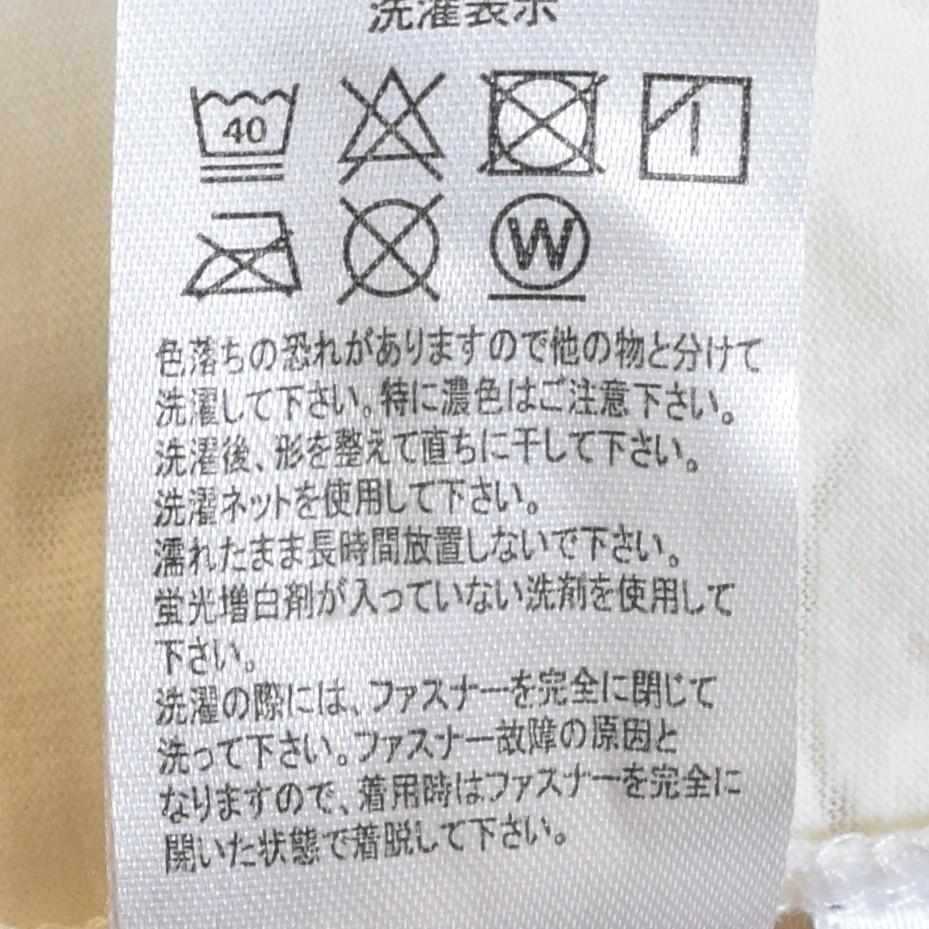 洗濯表示
40
W
色落ちの恐れがありますので他の物と分けて
洗濯して下さい。特に濃色はご注意下さい。
洗濯後、形を整えて直ちに干して下さい。
洗濯ネットを使用して下さい。
濡れたまま長時間放置しないで下さい。
蛍光増白剤が入っていない洗剤を使用して
下さい。
洗濯の際には、ファスナーを完全に閉じて
洗って下さい。ファスナー故障の原因と
なりますので、着用時はファスナーを完全に
開いた状態で着脱して下さい。